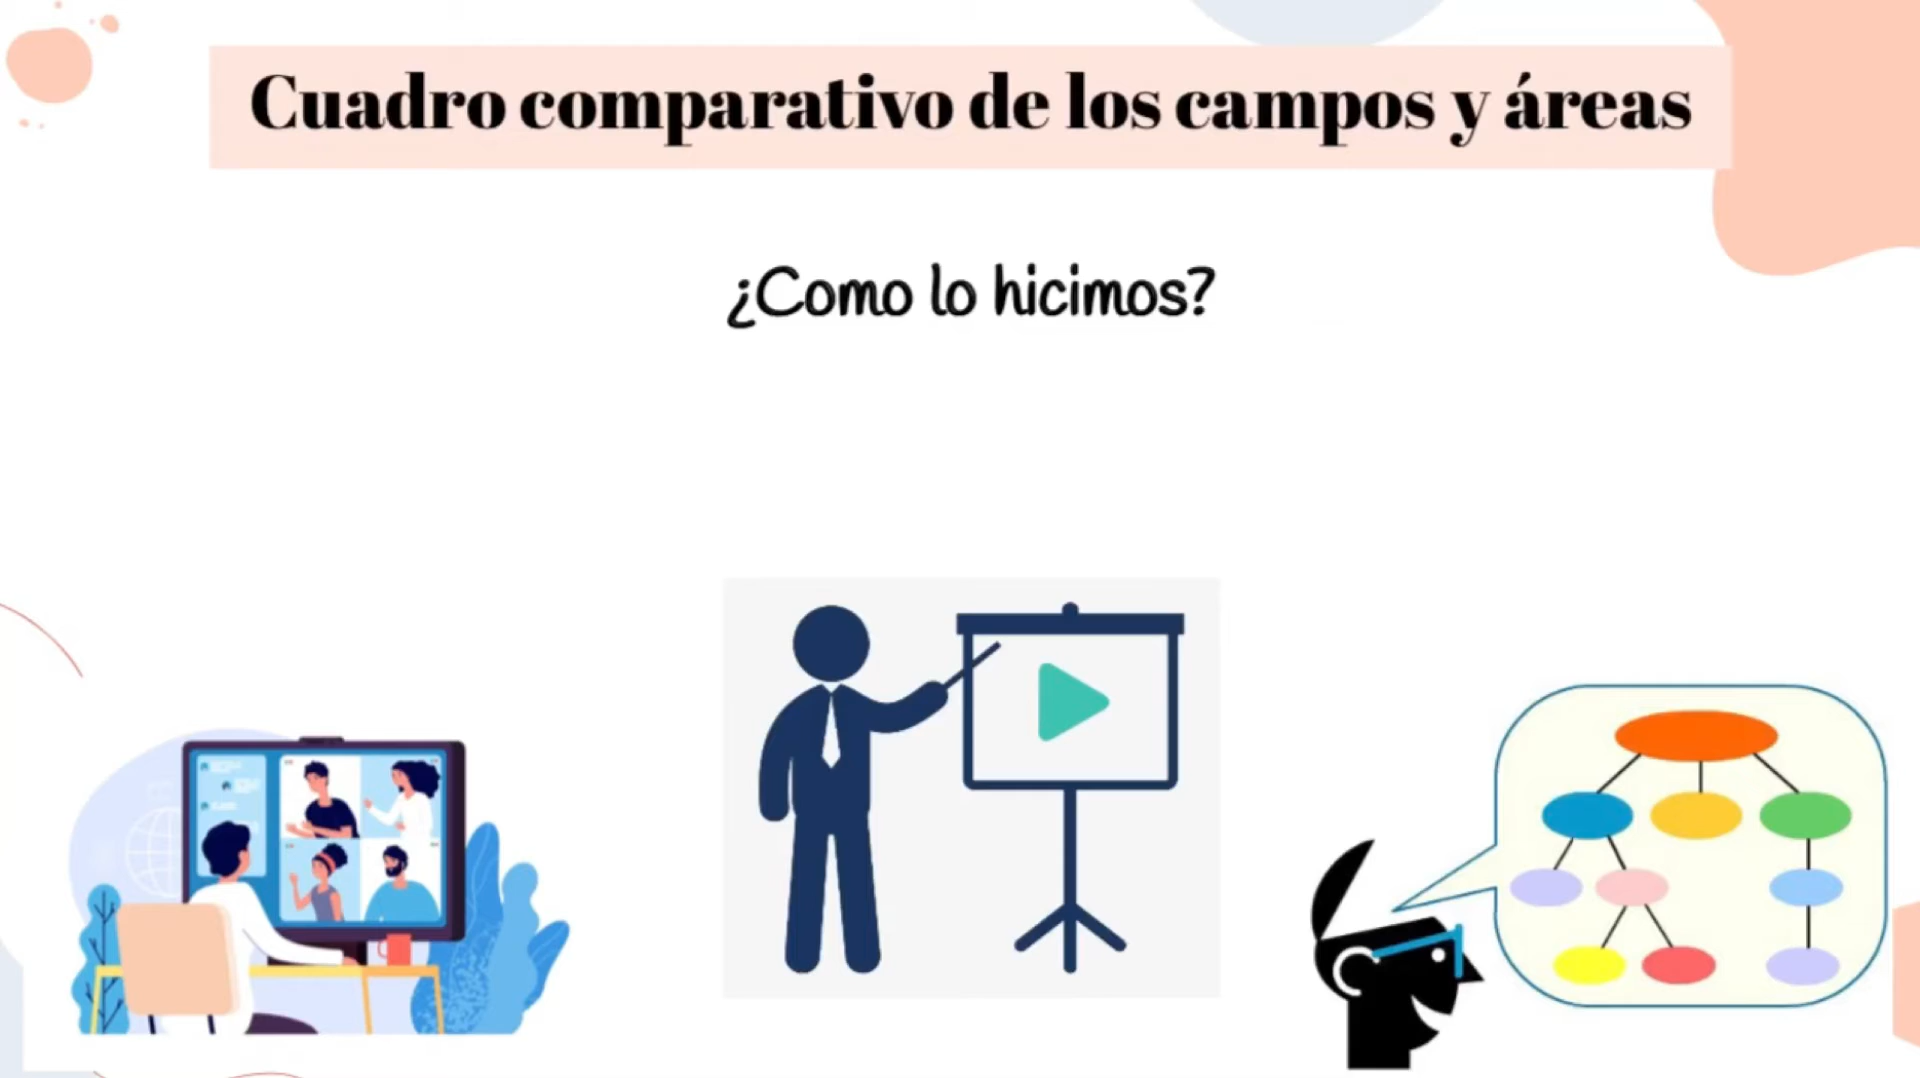 Cuadro comparativo de los campos y áreas
¿Como lo hicimos?